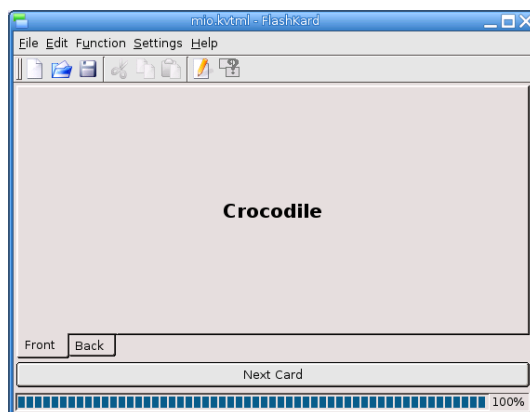 mio.kvtml - FlashKard
File Edit Function Settings Help
Crocodile
Front Back
Next Card
100%